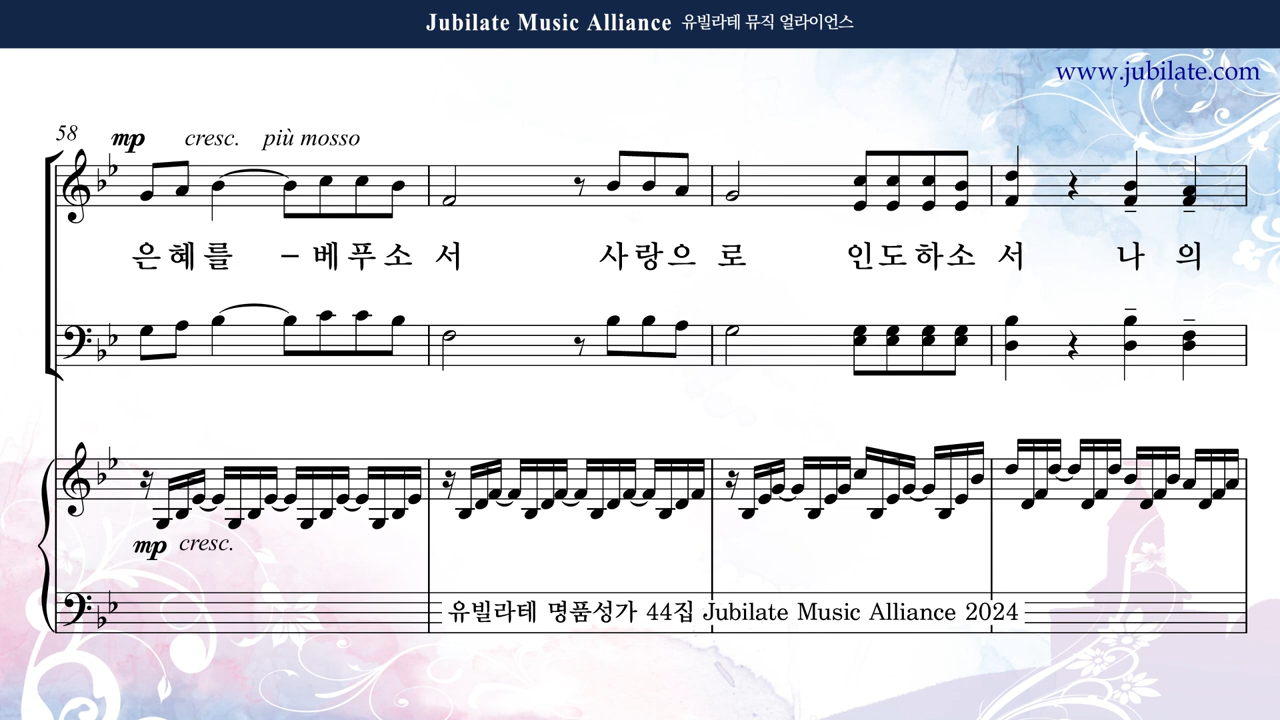 Jubilate Music Alliance 유빌라테 뮤직 얼라이언스
www.jubilate.com
58 mp cresc. più mosso
은혜를 – 베푸소서 사랑으로 인도하소서 나의
mp cresc.
유빌라테 명품성가 44집 Jubilate Music Alliance 2024